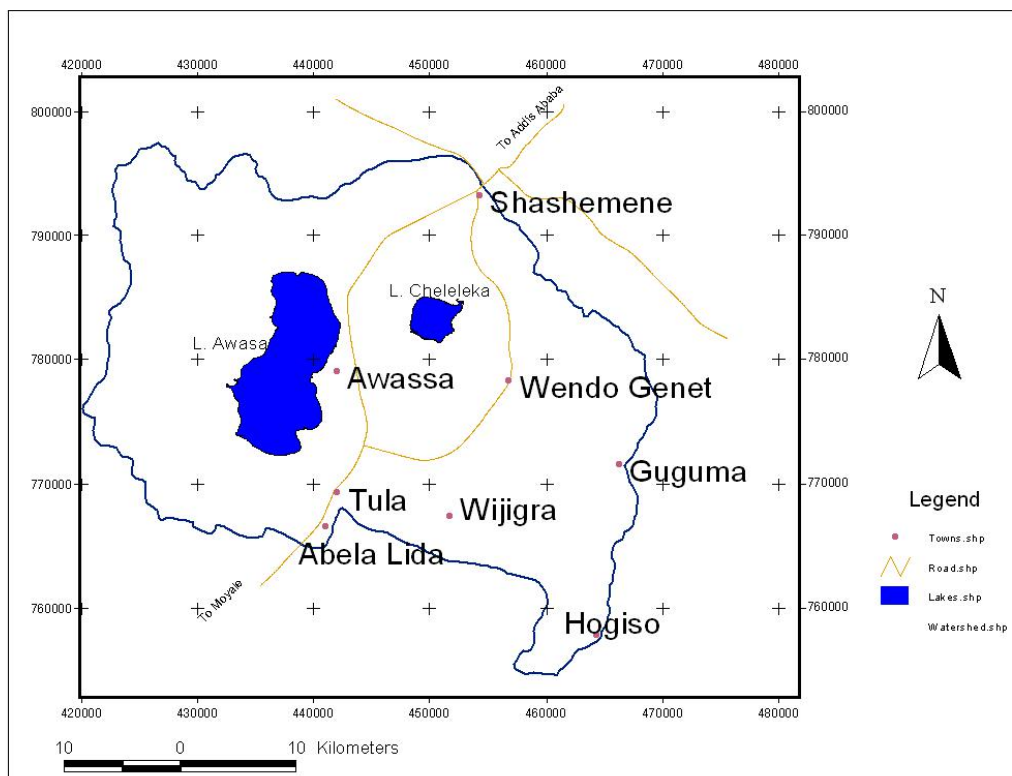 420000 430000 440000 450000 460000 470000 480000
800000 800000
To Addis Ababa
Shashemene
790000 790000
L. Cheleleka
L. Awasa
780000 780000
Awassa
Wendo Genet
Guguma
770000 770000
Tula
Wijigra
Abela Lida
To Moyale
760000 760000
Hogiso
420000 430000 440000 450000 460000 470000 480000
10 0 10 Kilometers
N
Legend
Towns.shp
Road.shp
Lakes.shp
Watershed.shp